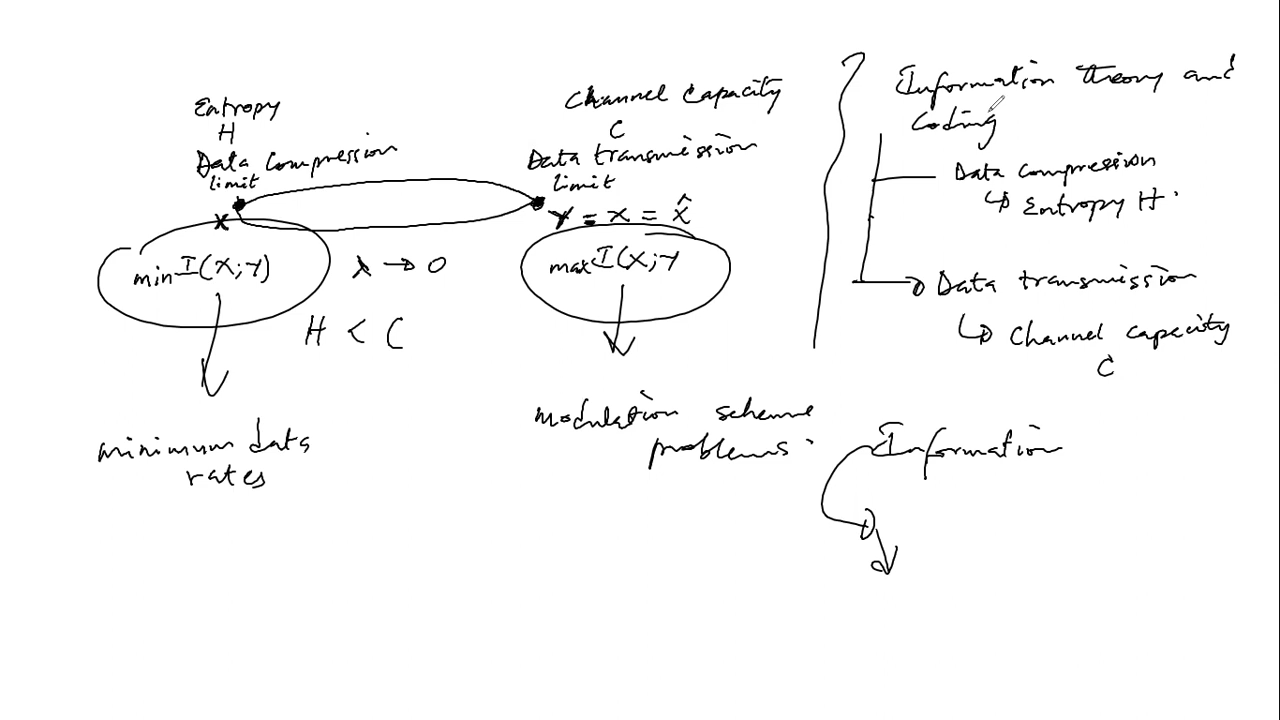 Entropy
H
Data Compression
limit
X
min I(X;Y)
λ → 0
H < C
minimum data
rates
Channel Capacity
C
Data transmission
limit
Y = X = X̂
max I(X;Y
modulation scheme
problems.
Information theory and
Coding
Data compression
↳ Entropy H.
Data transmission
↳ Channel capacity
C
Information